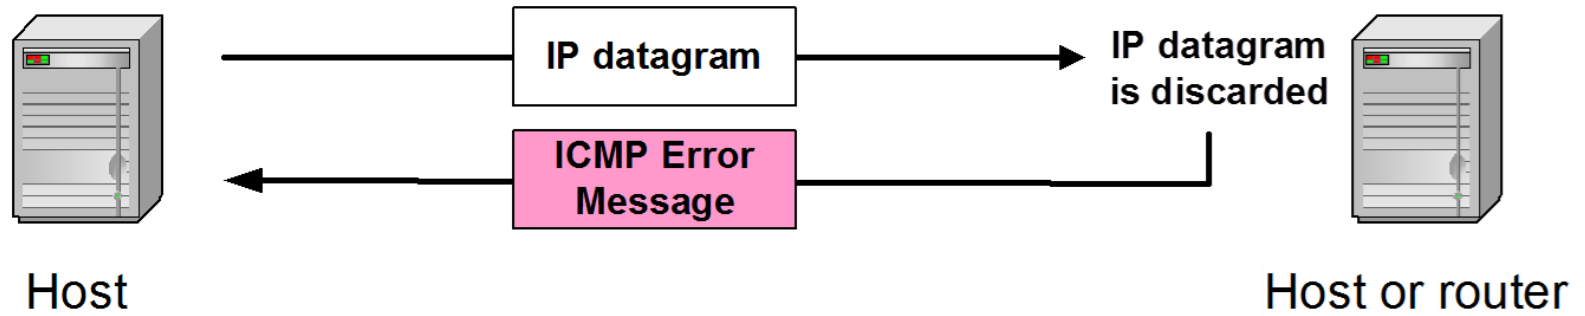 IP datagram
IP datagram
is discarded
ICMP Error
Message
Host
Host or router